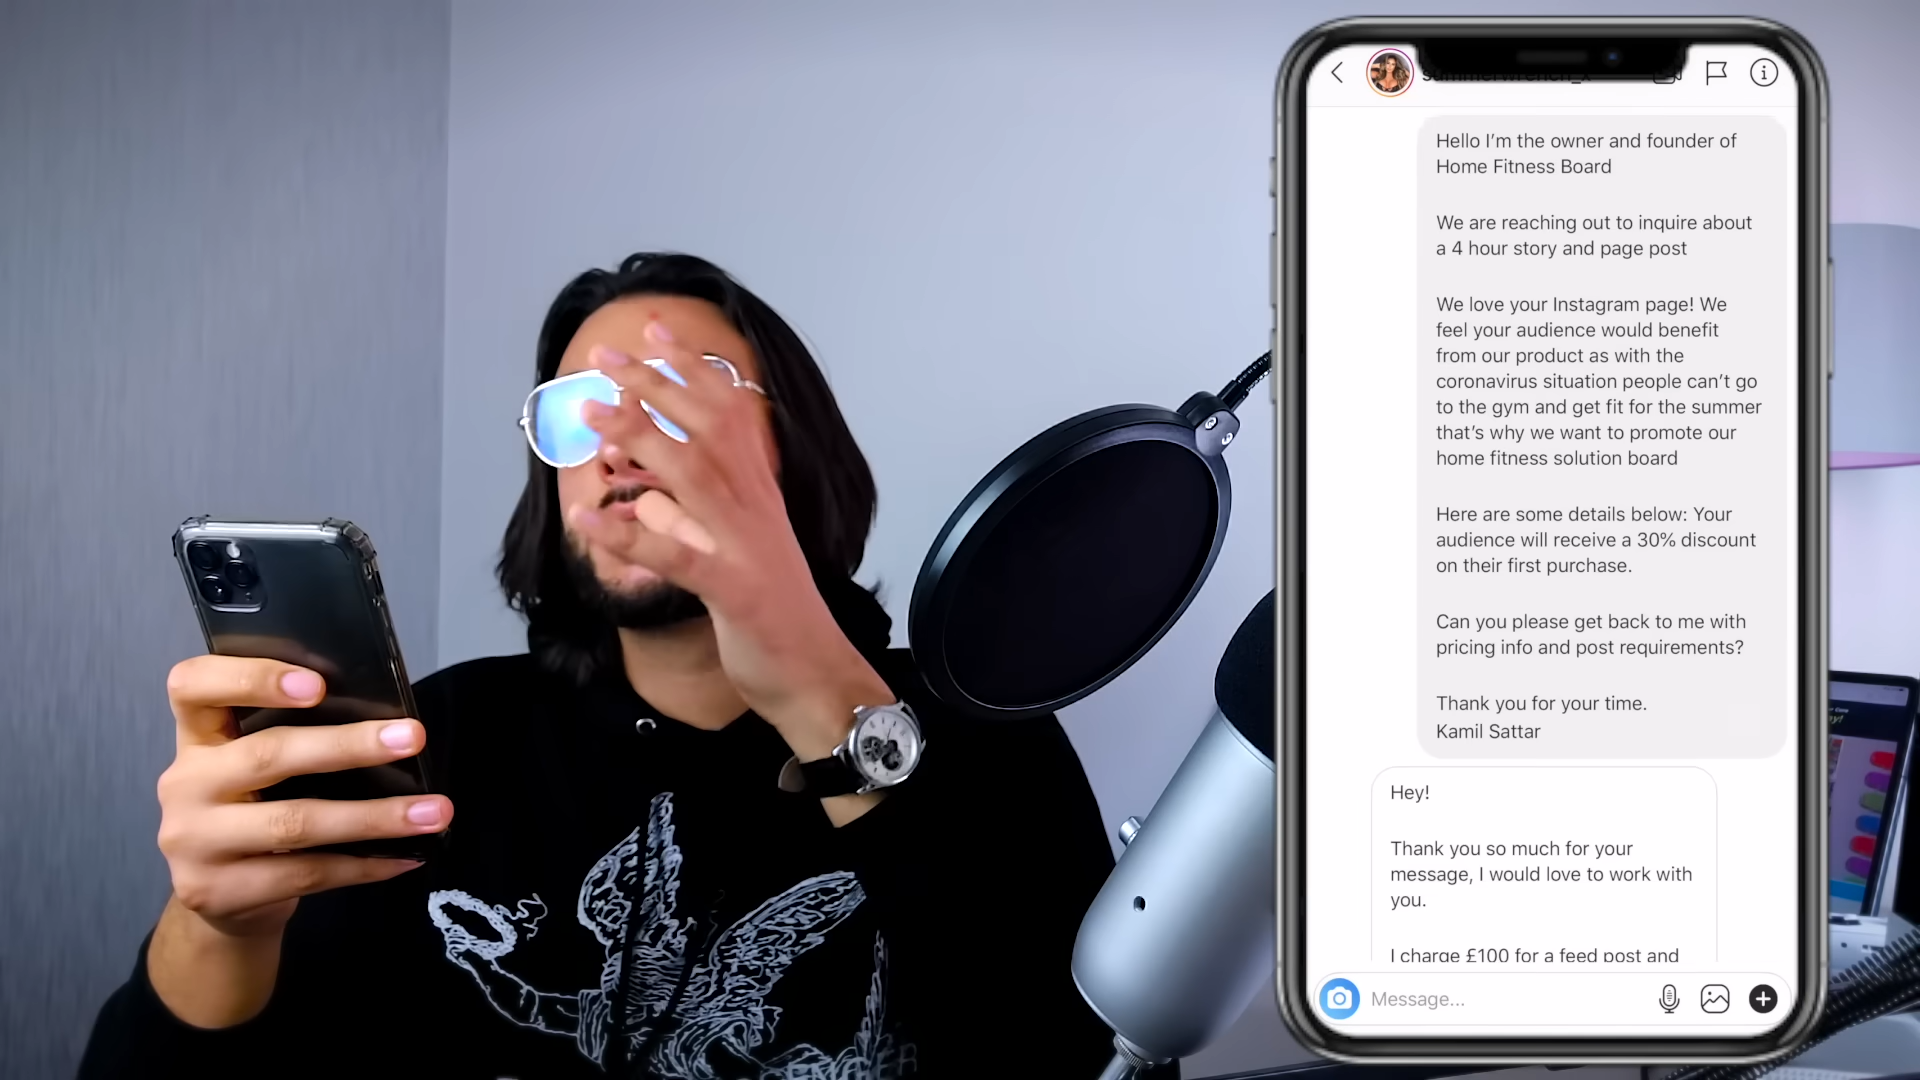 Hello I’m the owner and founder of
Home Fitness Board
We are reaching out to inquire about
a 4 hour story and page post
We love your Instagram page! We
feel your audience would benefit
from our product as with the
coronavirus situation people can’t go
to the gym and get fit for the summer
that’s why we want to promote our
home fitness solution board
Here are some details below: Your
audience will receive a 30% discount
on their first purchase.
Can you please get back to me with
pricing info and post requirements?
Thank you for your time.
Kamil Sattar
Hey!
Thank you so much for your
message, I would love to work with
you.
I charge £100 for a feed post and
Message...